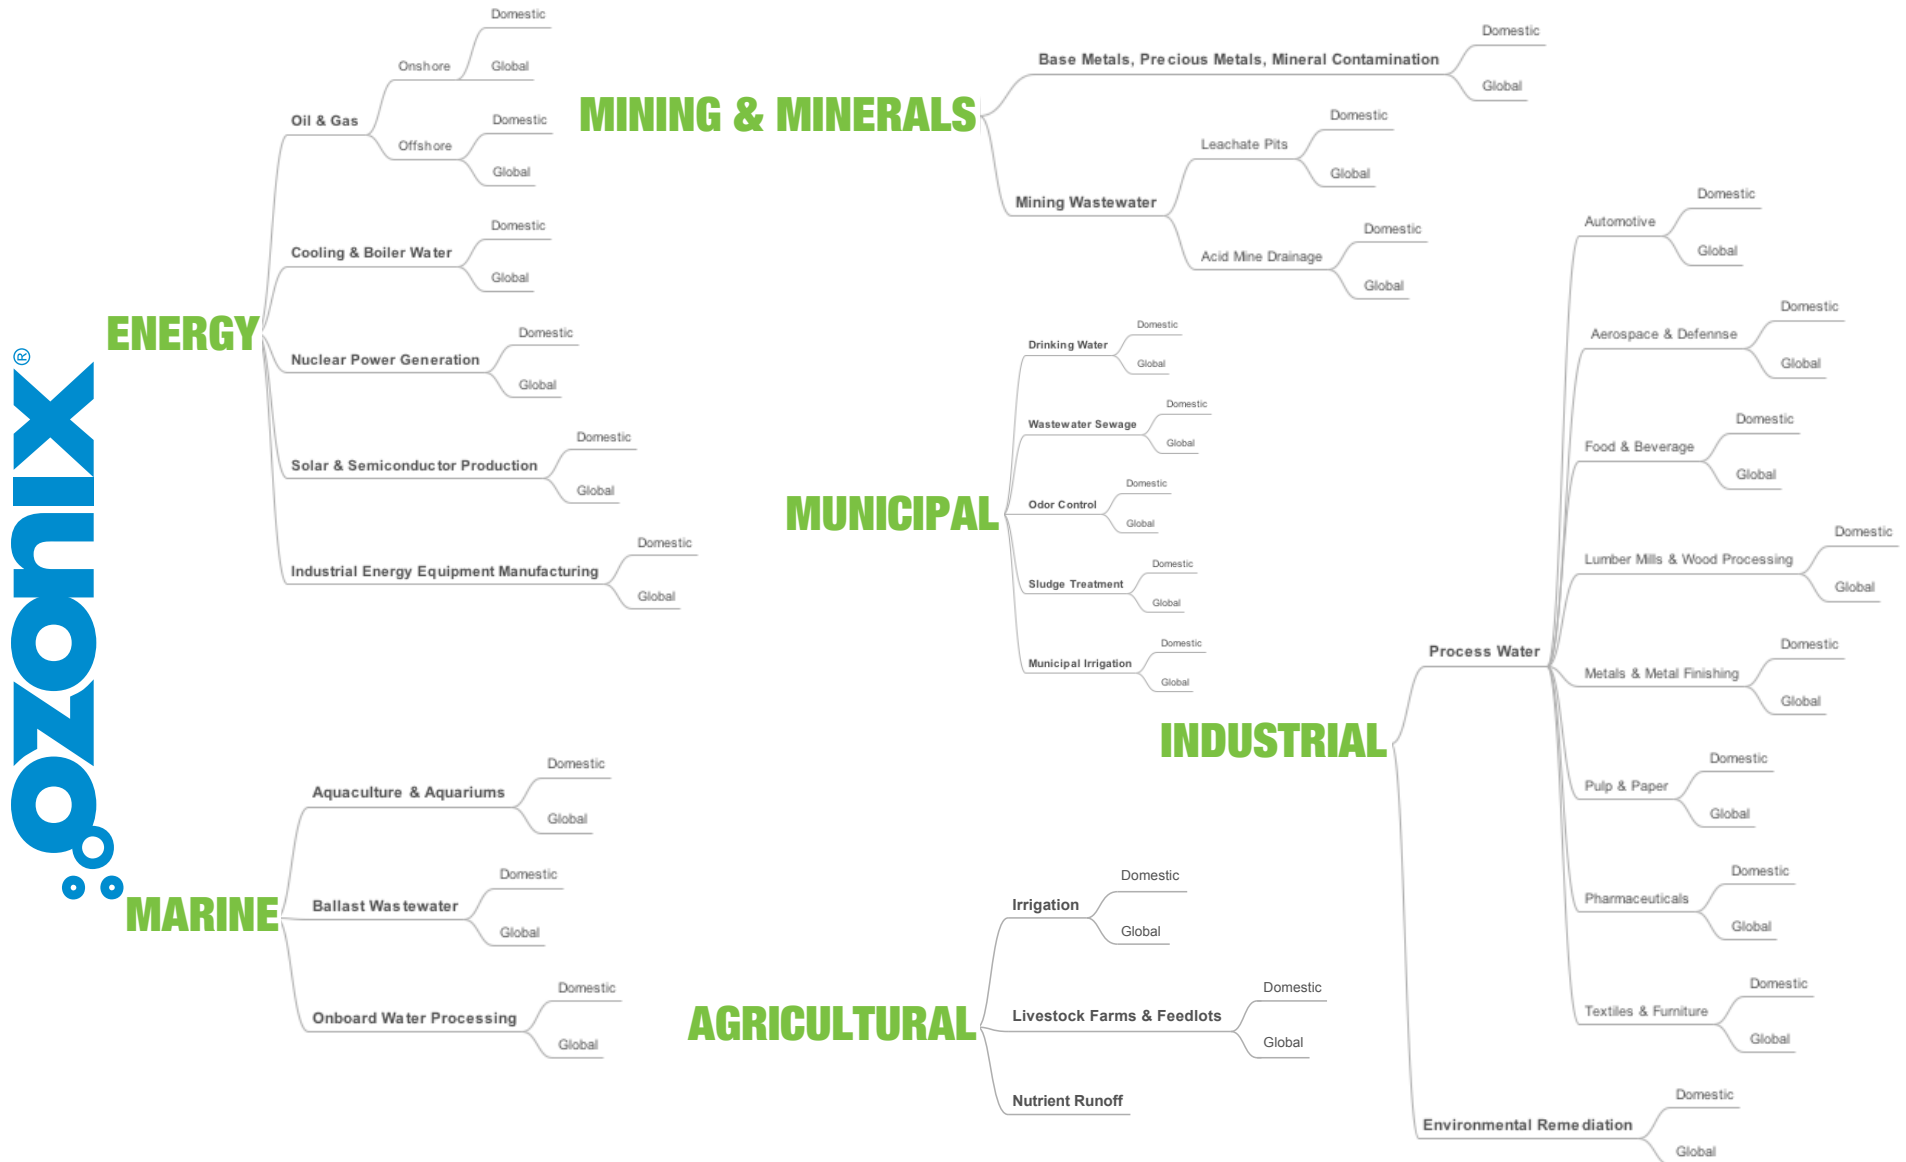 ozonix®
ENERGY
Oil & Gas
Onshore
Domestic
Global
Offshore
Domestic
Global
Cooling & Boiler Water
Domestic
Global
Nuclear Power Generation
Domestic
Global
Solar & Semiconductor Production
Domestic
Global
Industrial Energy Equipment Manufacturing
Domestic
Global
MARINE
Aquaculture & Aquariums
Domestic
Global
Ballast Wastewater
Domestic
Global
Onboard Water Processing
Domestic
Global
MINING & MINERALS
Base Metals, Precious Metals, Mineral Contamination
Domestic
Global
Mining Wastewater
Leachate Pits
Domestic
Global
Acid Mine Drainage
Domestic
Global
MUNICIPAL
Drinking Water
Domestic
Global
Wastewater Sewage
Domestic
Global
Odor Control
Domestic
Global
Sludge Treatment
Domestic
Global
Municipal Irrigation
Domestic
Global
AGRICULTURAL
Irrigation
Domestic
Global
Livestock Farms & Feedlots
Domestic
Global
Nutrient Runoff
INDUSTRIAL
Process Water
Automotive
Domestic
Global
Aerospace & Defennse
Domestic
Global
Food & Beverage
Domestic
Global
Lumber Mills & Wood Processing
Domestic
Global
Metals & Metal Finishing
Domestic
Global
Pulp & Paper
Domestic
Global
Pharmaceuticals
Domestic
Global
Textiles & Furniture
Domestic
Global
Environmental Remediation
Domestic
Global